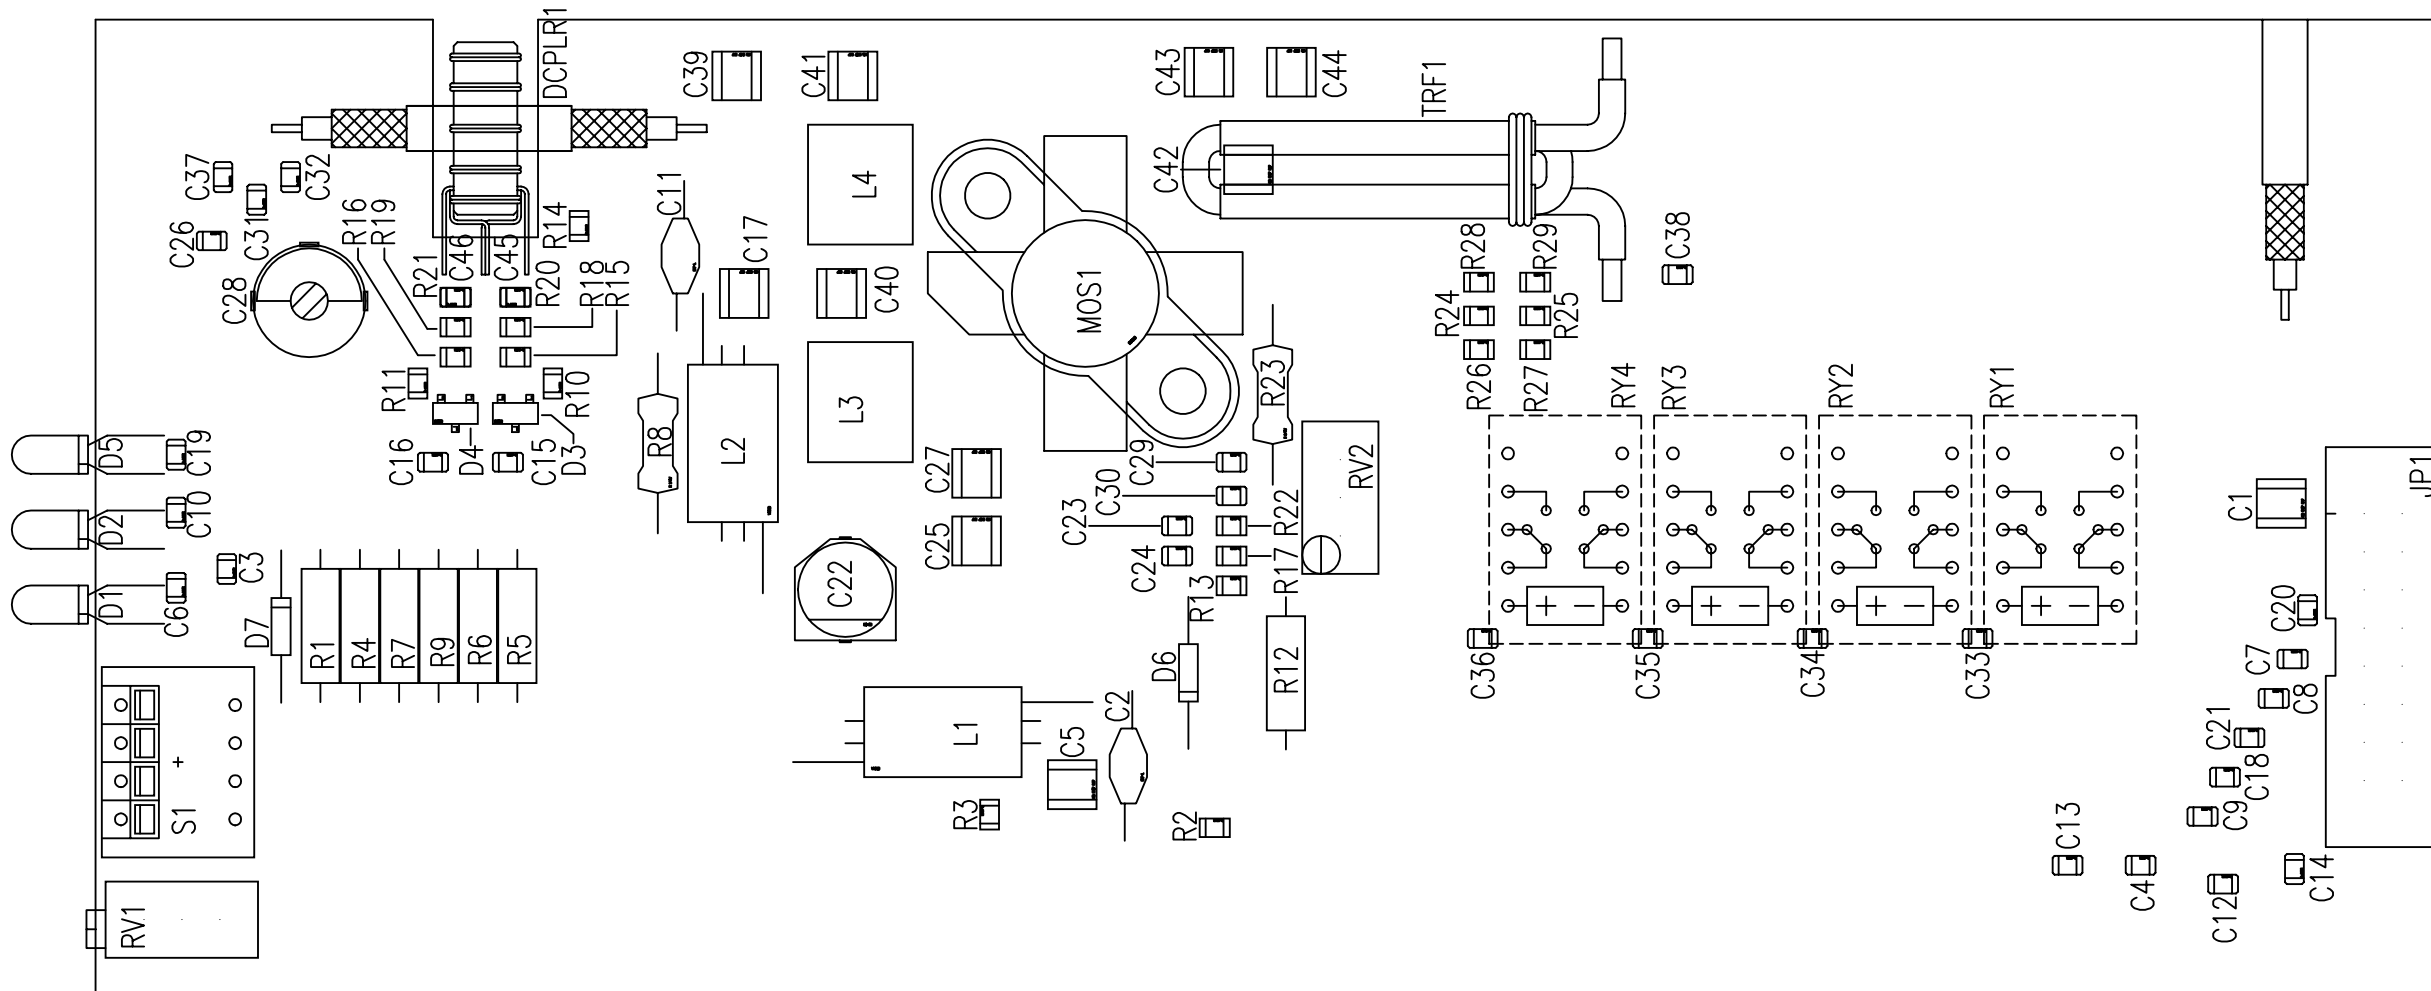 DCPLR1
C39
C41
C43
C44
TRF1
C37
C32
C31
C26
C28
R16
R19
R21
C46
C45
R20
R14
R18
R15
C11
C17
L4
C40
C42
MOS1
R28
R29
C38
R24
R25
R26
R27
R11
R10
C16
D4
C15
D3
R8
L2
L3
R23
RV2
RY4
RY3
RY2
RY1
D5
C19
D2
C10
D1
C6
C3
D7
R1
R4
R7
R9
R6
R5
C27
C25
C22
C29
C30
C23
C24
R22
R17
R13
D6
R12
+ −
+ −
+ −
+ −
C36
C35
C34
C33
C1
JP1
C20
C7
C8
C21
C18
C9
C13
C4
C12
C14
S1
+
RV1
L1
C5
C2
R3
R2